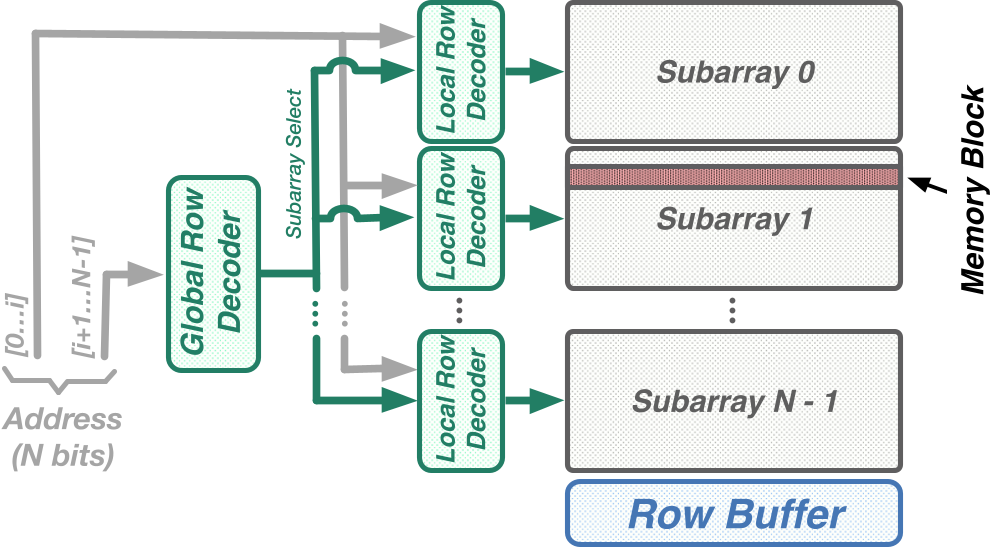 Local Row
Decoder
Subarray 0
Subarray Select
Local Row
Decoder
Subarray 1
Memory Block
Global Row
Decoder
[0...i]
[i+1...N-1]
Address
(N bits)
Local Row
Decoder
Subarray N - 1
Row Buffer